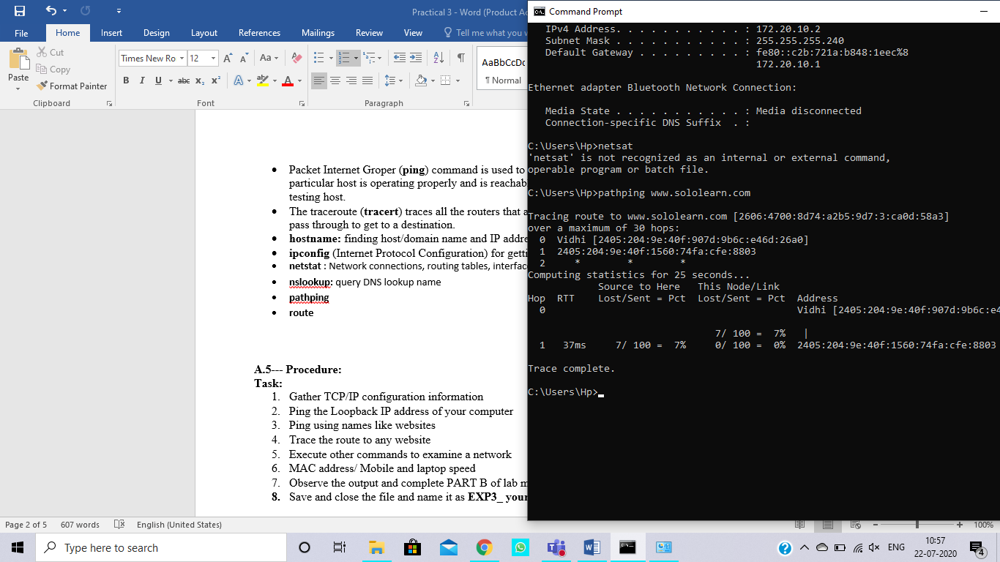 Practical 3 - Word (Product Ac
File Home Insert Design Layout References Mailings Review View Tell me what you w
Paste
Cut
Copy
Format Painter
Clipboard
Times New Ro 12
Font
Paragraph
AaBbCcDc
¶ Normal
• Packet Internet Groper (ping) command is used to
particular host is operating properly and is reachab
testing host.
• The traceroute (tracert) traces all the routers that a
pass through to get to a destination.
• hostname: finding host/domain name and IP addre
• ipconfig (Internet Protocol Configuration) for getti
• netstat : Network connections, routing tables, interfac
• nslookup: query DNS lookup name
• pathping
• route
A.5--- Procedure:
Task:
1. Gather TCP/IP configuration information
2. Ping the Loopback IP address of your computer
3. Ping using names like websites
4. Trace the route to any website
5. Execute other commands to examine a network
6. MAC address/ Mobile and laptop speed
7. Observe the output and complete PART B of lab m
8. Save and close the file and name it as EXP3_ your
Command Prompt
IPv4 Address. . . . . . . . . . . : 172.20.10.2
Subnet Mask . . . . . . . . . . . : 255.255.255.240
Default Gateway . . . . . . . . . : fe80::c2b:721a:b848:1eec%8
172.20.10.1
Ethernet adapter Bluetooth Network Connection:
Media State . . . . . . . . . . . : Media disconnected
Connection-specific DNS Suffix  . :
C:\Users\Hp>netsat
'netsat' is not recognized as an internal or external command,
operable program or batch file.
C:\Users\Hp>pathping www.sololearn.com
Tracing route to www.sololearn.com [2606:4700:8d74:a2b5:9d7:3:ca0d:58a3]
over a maximum of 30 hops:
0  Vidhi [2405:204:9e:40f:907d:9b6c:e46d:26a0]
1  2405:204:9e:40f:1560:74fa:cfe:8803
2     *        *        *
Computing statistics for 25 seconds...
Source to Here   This Node/Link
Hop  RTT    Lost/Sent = Pct  Lost/Sent = Pct  Address
0                                           Vidhi [2405:204:9e:40f:907d:9b6c:e4
7/ 100 =  7%   |
1   37ms     7/ 100 =  7%     0/ 100 =  0%  2405:204:9e:40f:1560:74fa:cfe:8803
Trace complete.
C:\Users\Hp>
Page 2 of 5 607 words English (United States) 100%
Type here to search
ENG
10:57
22-07-2020
4